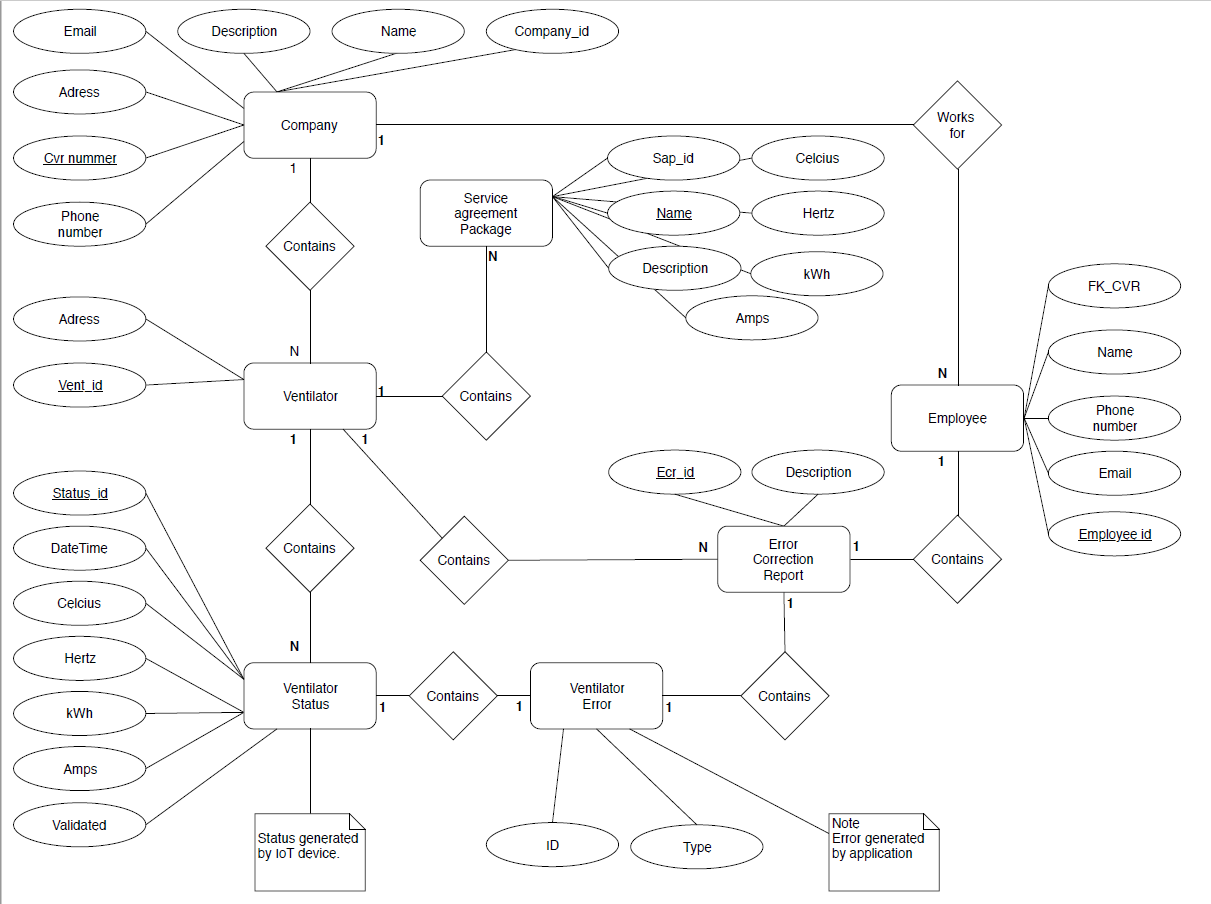 Email
Description
Name
Company_id
Adress
Company
1
Works
for
1
Cvr nummer
Sap_id
Celcius
Phone
number
Service
agreement
Package
Name
Hertz
Contains
N
Description
kWh
Amps
FK_CVR
Adress
N
Name
Vent_id
Ventilator
1
Contains
N
Employee
Phone
number
1
1
1
Email
Ecr_id
Description
Employee id
Status_id
DateTime
Contains
Contains
N
Error
Correction
Report
1
Contains
Celcius
1
Hertz
N
kWh
Ventilator
Status
1
Contains
1
Ventilator
Error
1
Contains
Amps
Validated
Status generated
by IoT device.
ID
Type
Note
Error generated
by application